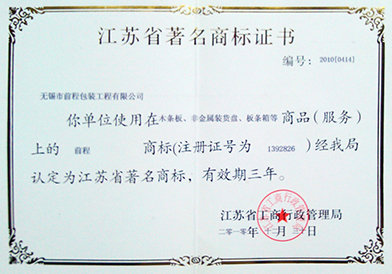 江苏省著名商标证书
编号：2010[0414]
无锡市前程包装工程有限公司
你单位使用在木条板、非金属装货盘、板条箱等商品(服务)
上的 前程 商标(注册证号为 1392826 )经我局
认定为江苏省著名商标，有效期三年。
江苏省工商行政管理局
二〇一〇年十二月 日